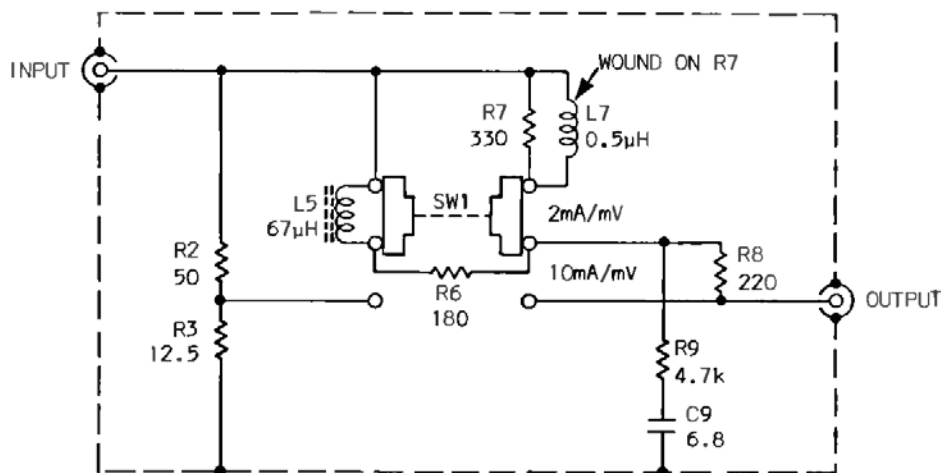 INPUT
WOUND ON R7
R7
330
L7
0.5μH
L5
67μH
SW1
2mA/mV
R2
50
R6
180
10mA/mV
R8
220
OUTPUT
R3
12.5
R9
4.7k
C9
6.8